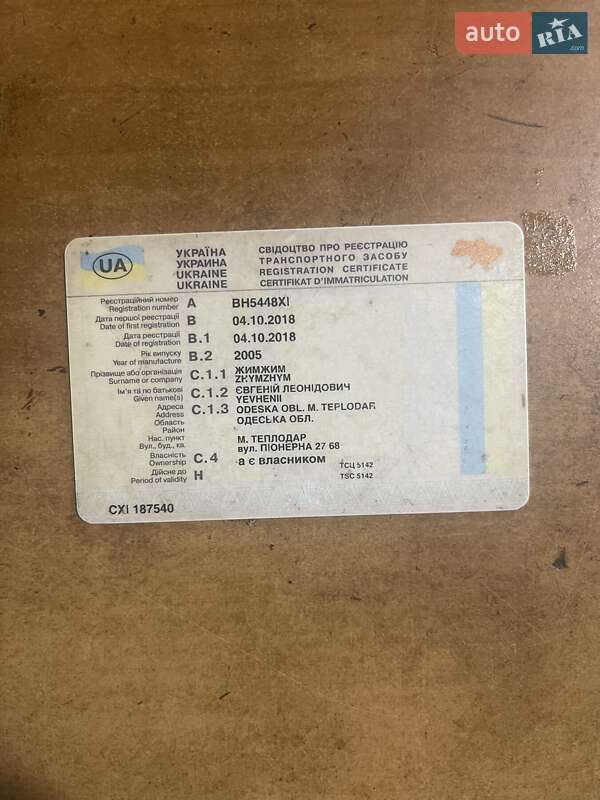 auto RIA .com
UA
УКРАЇНА
УКРАИНА
UKRAINE
UKRAINE
СВІДОЦТВО ПРО РЕЄСТРАЦІЮ
ТРАНСПОРТНОГО ЗАСОБУ
REGISTRATION CERTIFICATE
CERTIFIKAT D'IMMATRICULATION
Реєстраційний номер
Registration number A BH5448XI
Дата першої реєстрації
Date of first registration B 04.10.2018
Дата реєстрації
Date of registration B.1 04.10.2018
Рік випуску
Year of manufacture B.2 2005
Прізвище або організація
Surname or company C.1.1 ЖИМЖИМ
ZHYMZHYM
Ім'я та по батькові
Given name(s) C.1.2 ЄВГЕНІЙ ЛЕОНІДОВИЧ
YEVHENII
Адреса
Address C.1.3 ODESKA OBL. M. TEPLODAR
Область ОДЕСЬКА ОБЛ.
Район
Нас. пункт М. ТЕПЛОДАР
Вул., буд., кв. вул. ПІОНЕРНА 27 68
Власність
Ownership C.4 а є власником
Дійсне до
Period of validity H
ТСЦ 5142
TSC 5142
CXI 187540